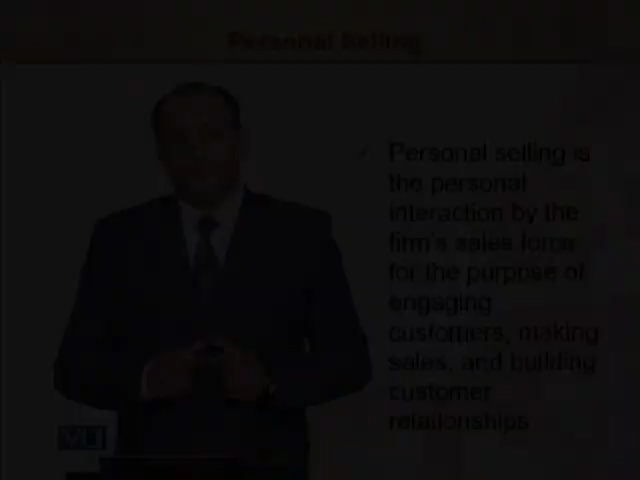 Personal Selling
✓ Personal selling is
the personal
interaction by the
firm's sales force
for the purpose of
engaging
customers, making
sales, and building
customer
relationships
VU